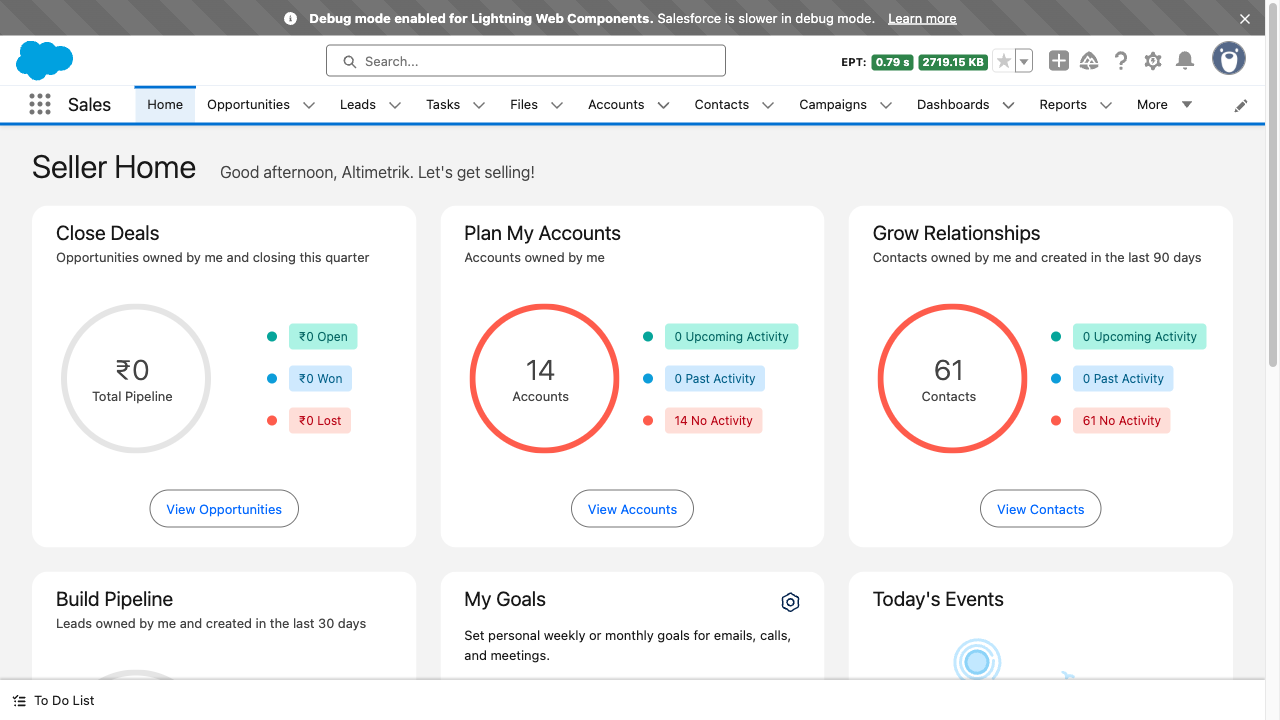 Debug mode enabled for Lightning Web Components. Salesforce is slower in debug mode. Learn more
Search...
EPT: 0.79 s 2719.15 KB
Sales Home Opportunities Leads Tasks Files Accounts Contacts Campaigns Dashboards Reports More
Seller Home Good afternoon, Altimetrik. Let's get selling!
Close Deals
Opportunities owned by me and closing this quarter
₹0
Total Pipeline
₹0 Open
₹0 Won
₹0 Lost
View Opportunities
Plan My Accounts
Accounts owned by me
14
Accounts
0 Upcoming Activity
0 Past Activity
14 No Activity
View Accounts
Grow Relationships
Contacts owned by me and created in the last 90 days
61
Contacts
0 Upcoming Activity
0 Past Activity
61 No Activity
View Contacts
Build Pipeline
Leads owned by me and created in the last 30 days
My Goals
Set personal weekly or monthly goals for emails, calls,
and meetings.
Today's Events
To Do List